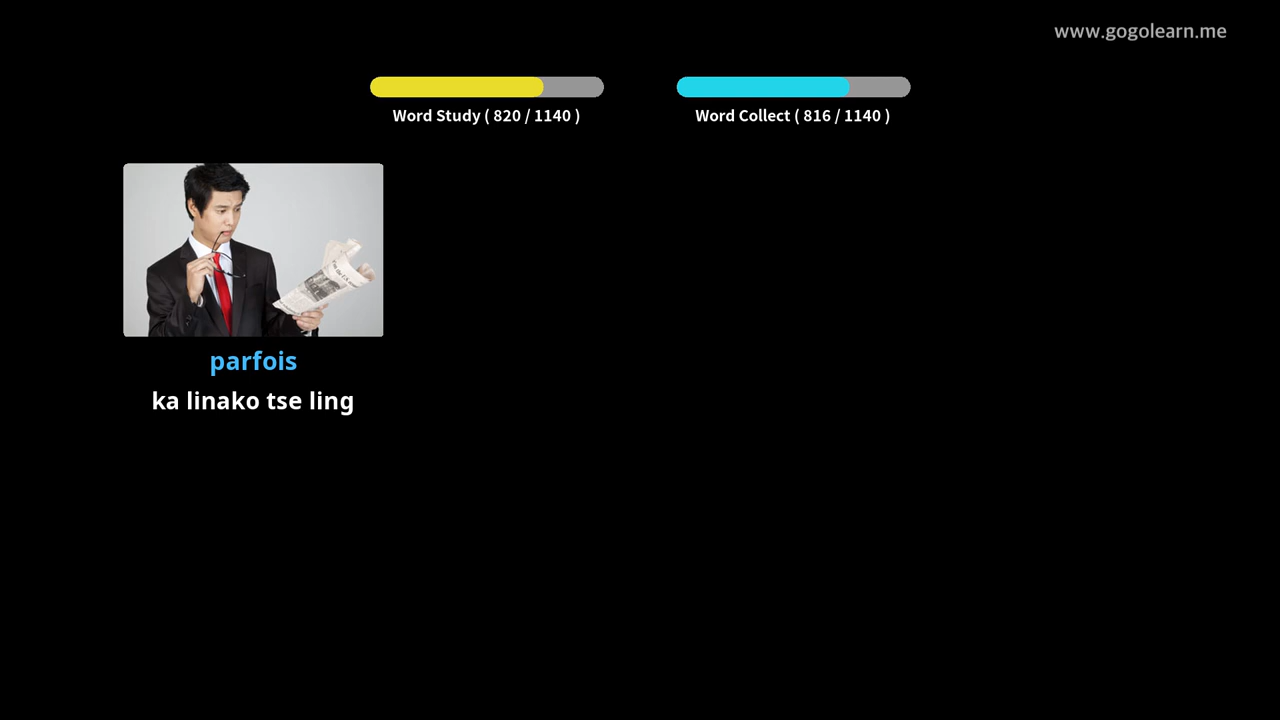 www.gogolearn.me
Word Study ( 820 / 1140 )
Word Collect ( 816 / 1140 )
parfois
ka linako tse ling